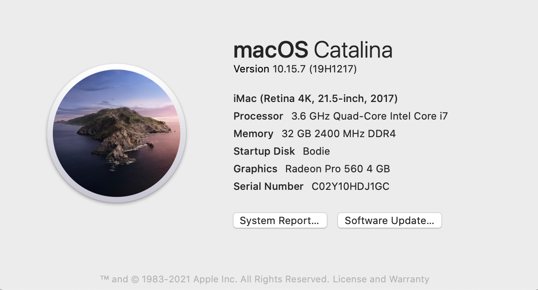 macOS Catalina
Version 10.15.7 (19H1217)
iMac (Retina 4K, 21.5-inch, 2017)
Processor 3.6 GHz Quad-Core Intel Core i7
Memory 32 GB 2400 MHz DDR4
Startup Disk Bodie
Graphics Radeon Pro 560 4 GB
Serial Number C02Y10HDJ1GC
System Report... Software Update...
™ and © 1983-2021 Apple Inc. All Rights Reserved. License and Warranty